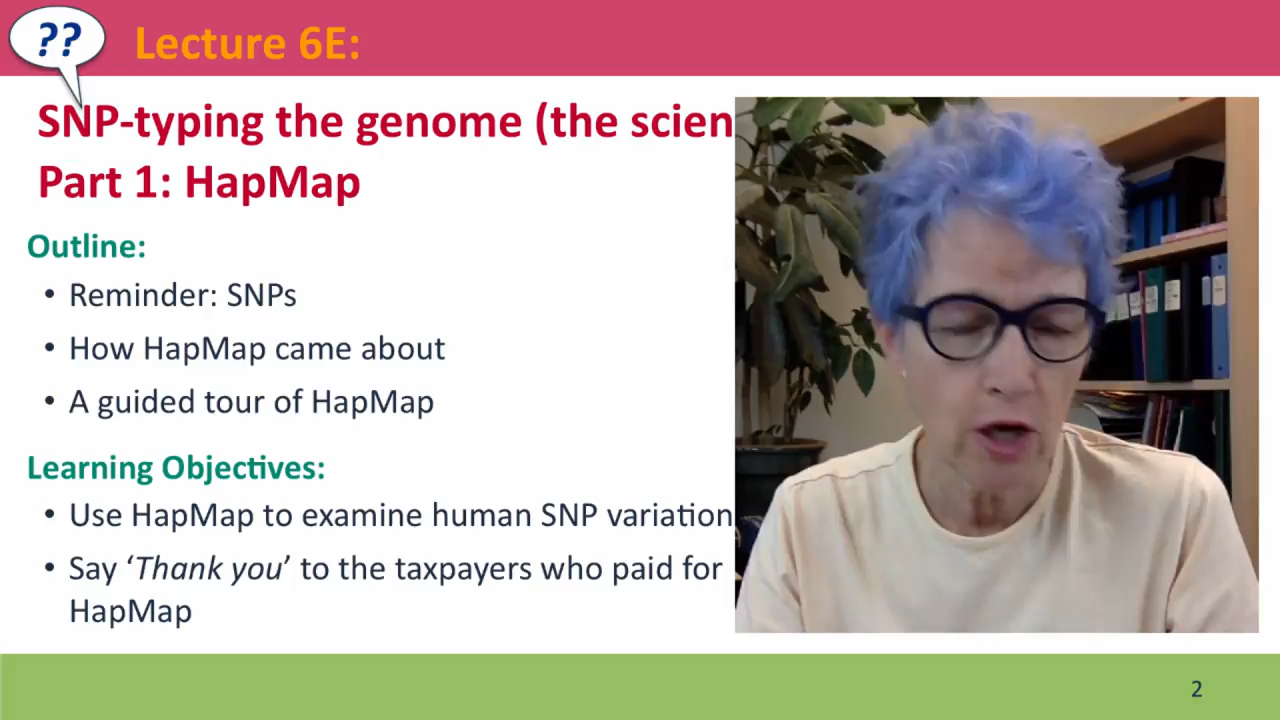 ??
Lecture 6E:
SNP-typing the genome (the scien
Part 1: HapMap
Outline:
• Reminder: SNPs
• How HapMap came about
• A guided tour of HapMap
Learning Objectives:
• Use HapMap to examine human SNP variation
• Say ‘Thank you’ to the taxpayers who paid for
HapMap
2